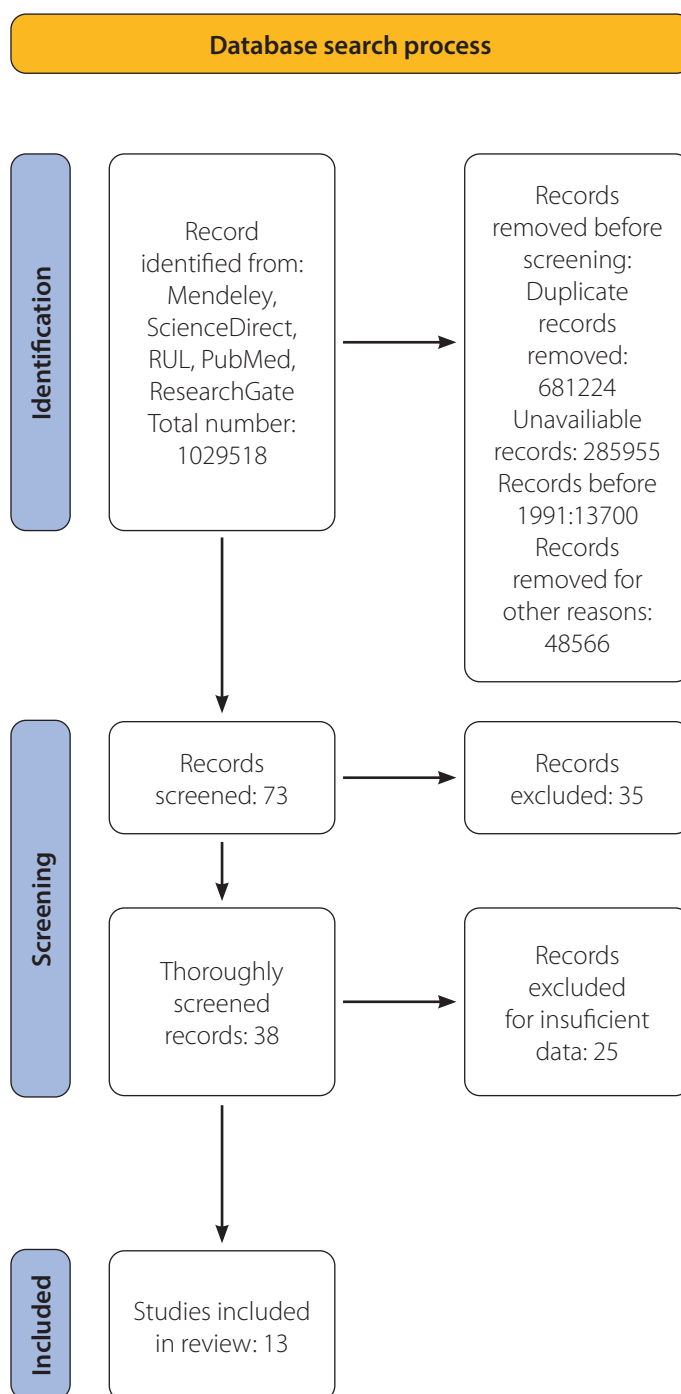 Database search process
Identification
Record
identified from:
Mendeley,
ScienceDirect,
RUL, PubMed,
ResearchGate
Total number:
1029518
Records
removed before
screening:
Duplicate
records
removed:
681224
Unavailiable
records: 285955
Records before
1991:13700
Records
removed for
other reasons:
48566
Screening
Records
screened: 73
Records
excluded: 35
Thoroughly
screened
records: 38
Records
excluded
for insuficient
data: 25
Included
Studies included
in review: 13